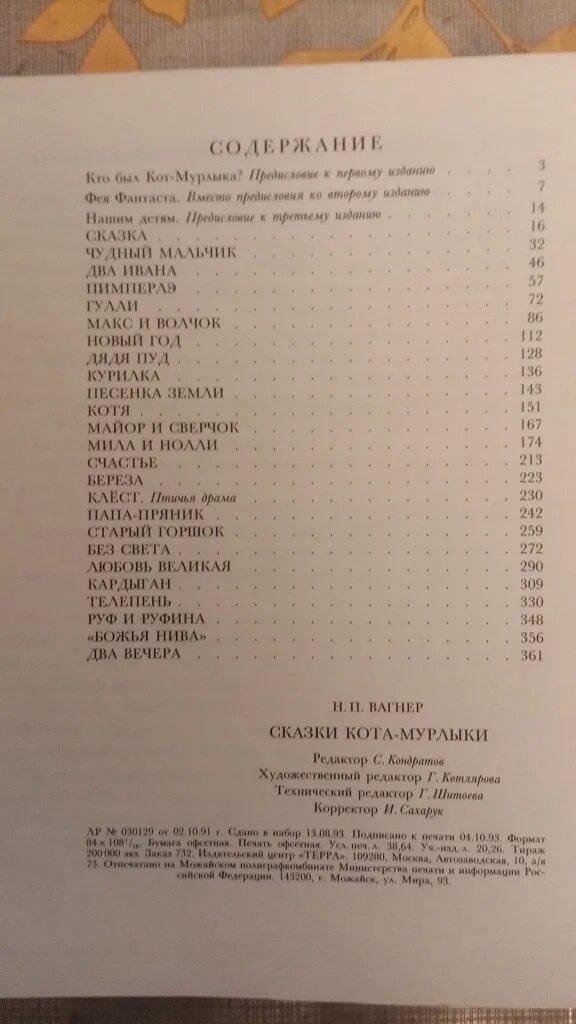 СОДЕРЖАНИЕ
Кто был Кот-Мурлыка? Предисловие к первому изданию . . . . 3
Фея Фантаста. Вместо предисловия ко второму изданию . . . . 7
Нашим детям. Предисловие к третьему изданию . . . . 14
СКАЗКА . . . . 16
ЧУДНЫЙ МАЛЬЧИК . . . . 32
ДВА ИВАНА . . . . 46
ПИМПЕРЛЭ . . . . 57
ГУЛЛИ . . . . 72
МАКС И ВОЛЧОК . . . . 86
НОВЫЙ ГОД . . . . 112
ДЯДЯ ПУД . . . . 128
КУРИЛКА . . . . 136
ПЕСЕНКА ЗЕМЛИ . . . . 143
КОТЯ . . . . 151
МАЙОР И СВЕРЧОК . . . . 167
МИЛА И НОЛЛИ . . . . 174
СЧАСТЬЕ . . . . 213
БЕРЕЗА . . . . 223
КЛЁСТ. Птичья драма . . . . 230
ПАПА-ПРЯНИК . . . . 242
СТАРЫЙ ГОРШОК . . . . 259
БЕЗ СВЕТА . . . . 272
ЛЮБОВЬ ВЕЛИКАЯ . . . . 290
КАРДЫГАН . . . . 309
ТЕЛЕПЕНЬ . . . . 330
РУФ И РУФИНА . . . . 348
«БОЖЬЯ НИВА» . . . . 356
ДВА ВЕЧЕРА . . . . 361
Н. П. ВАГНЕР
СКАЗКИ КОТА-МУРЛЫКИ
Редактор С. Кондратов
Художественный редактор Г. Котлярова
Технический редактор Г. Шитоева
Корректор И. Сахарук
ЛР № 030129 от 02.10.91 г. Сдано в набор 13.08.93. Подписано к печати 04.10.93. Формат
84 × 108¹/₁₆. Бумага офсетная. Печать офсетная. Усл. печ. л. 38,64. Уч.-изд. л. 20,26. Тираж
200 000 экз. Заказ 732. Издательский центр «ТЕРРА». 109280, Москва, Автозаводская, 10, а/я
73. Отпечатано на Можайском полиграфкомбинате Министерства печати и информации Рос-
сийской Федерации. 143200, г. Можайск, ул. Мира, 93.